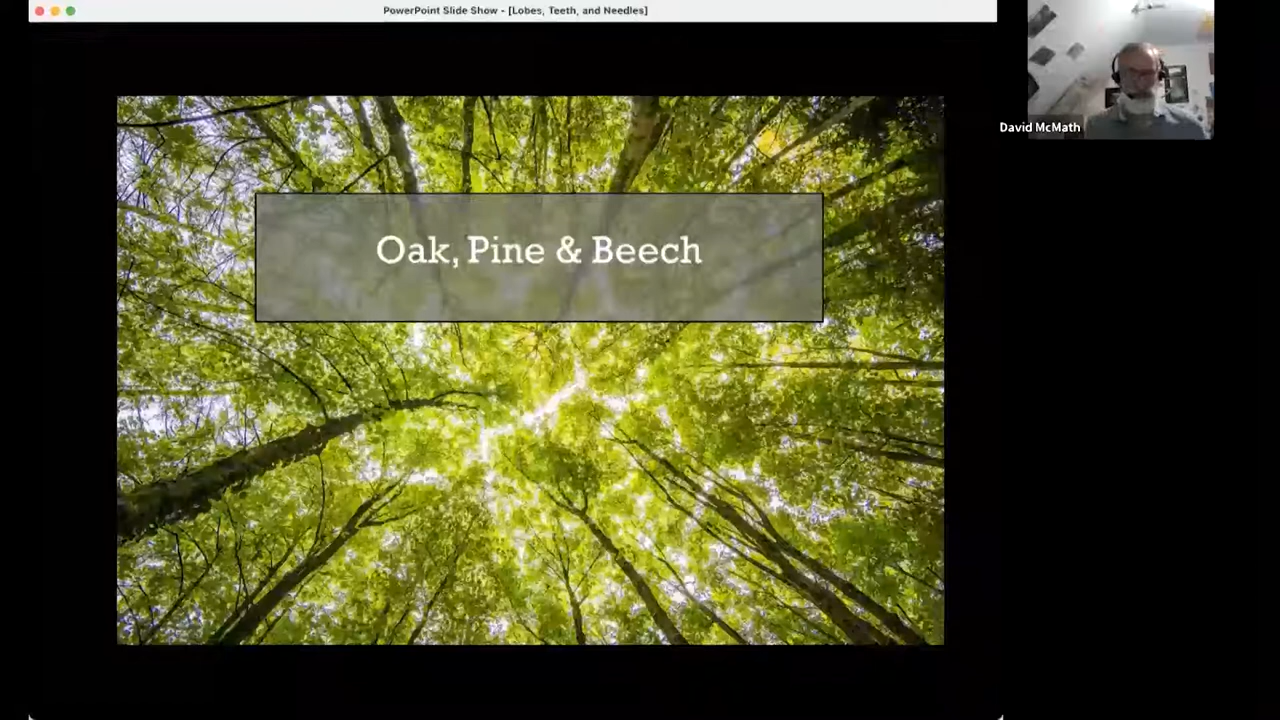 PowerPoint Slide Show - [Lobes, Teeth, and Needles]
Oak, Pine & Beech
David McMath